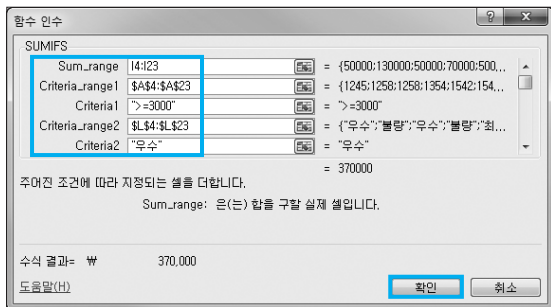 함수 인수
SUMIFS
Sum_range I4:I23 = {50000;130000;50000;70000;500,,,
Criteria_range1 $A$4:$A$23 = {1245;1258;1258;1354;1542;154,,,
Criteria1 ">=3000" = ">=3000"
Criteria_range2 $L$4:$L$23 = {"우수";"불량";"우수";"불량";"최,,,
Criteria2 "우수" = "우수"
= 370000
주어진 조건에 따라 지정되는 셀을 더합니다.
Sum_range: 은(는) 합을 구할 실제 셀입니다.
수식 결과= ₩ 370,000
도움말(H)
확인
취소